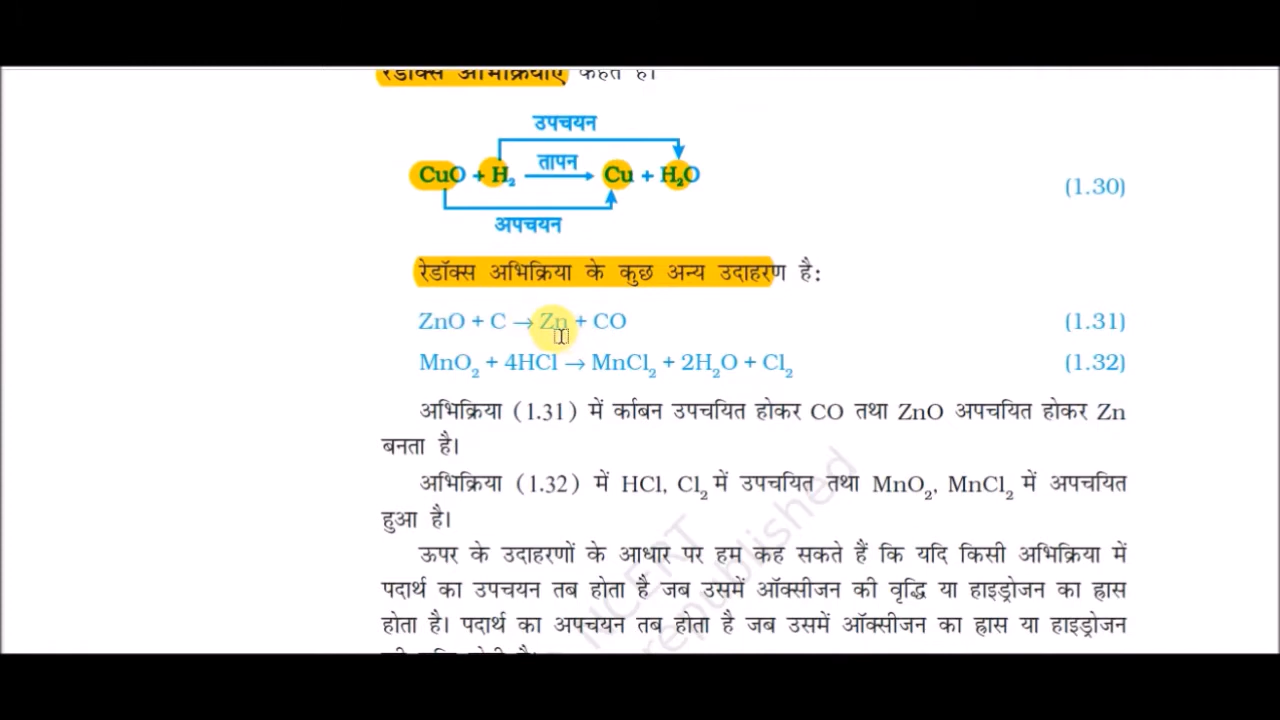 रेडॉक्स अभिक्रियाएँ कहते हैं।
उपचयन
CuO + H₂ तापन → Cu + H₂O
(1.30)
अपचयन
रेडॉक्स अभिक्रिया के कुछ अन्य उदाहरण है:
ZnO + C → Zn + CO (1.31)
MnO₂ + 4HCl → MnCl₂ + 2H₂O + Cl₂ (1.32)
अभिक्रिया (1.31) में कार्बन उपचयित होकर CO तथा ZnO अपचयित होकर Zn
बनता है।
अभिक्रिया (1.32) में HCl, Cl₂ में उपचयित तथा MnO₂, MnCl₂ में अपचयित
हुआ है।
ऊपर के उदाहरणों के आधार पर हम कह सकते हैं कि यदि किसी अभिक्रिया में
पदार्थ का उपचयन तब होता है जब उसमें ऑक्सीजन की वृद्धि या हाइड्रोजन का ह्रास
होता है। पदार्थ का अपचयन तब होता है जब उसमें ऑक्सीजन का ह्रास या हाइड्रोजन
NCERT
republished